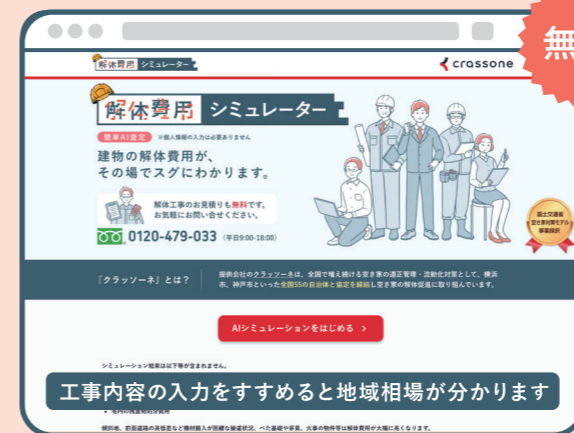 無
解体費用 シミュレーター
crassone
解体費用 シミュレーター
簡単AI査定 ※個人情報の入力は必要ありません
建物の解体費用が、
その場でスグにわかります。
解体工事のお見積りも無料です。
お気軽にお問い合せください。
0120-479-033 (平日9:00-18:00)
国土交通省
空き家対策モデル
事業採択
『クラッソーネ』とは?
提供会社のクラッソーネは、全国で増え続ける空き家の適正管理・流動化対策として、横浜
市、神戸市といった全国55の自治体と協定を締結し空き家の解体促進に取り組んでいます。
AIシミュレーションをはじめる >
シミュレーション結果は以下等が含まれません。
工事内容の入力をすすめると地域相場が分かります